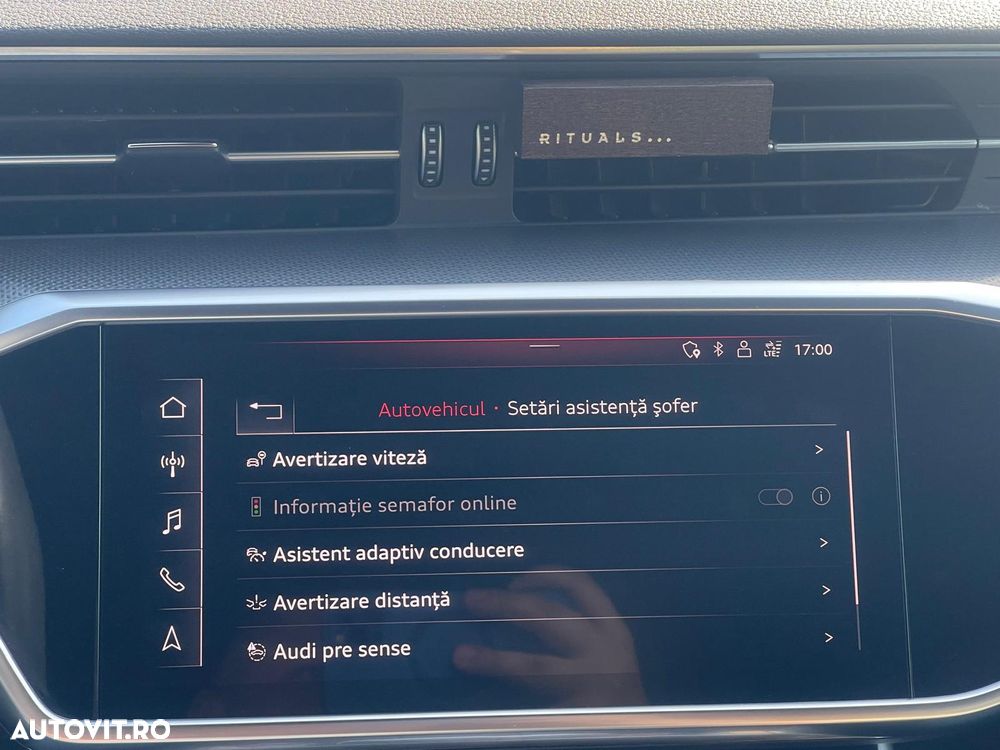 RITUALS...
LTE 17:00
Autovehicul · Setări asistență şofer
Avertizare viteză
Informație semafor online
Asistent adaptiv conducere
Avertizare distanță
Audi pre sense
AUTOVIT.RO